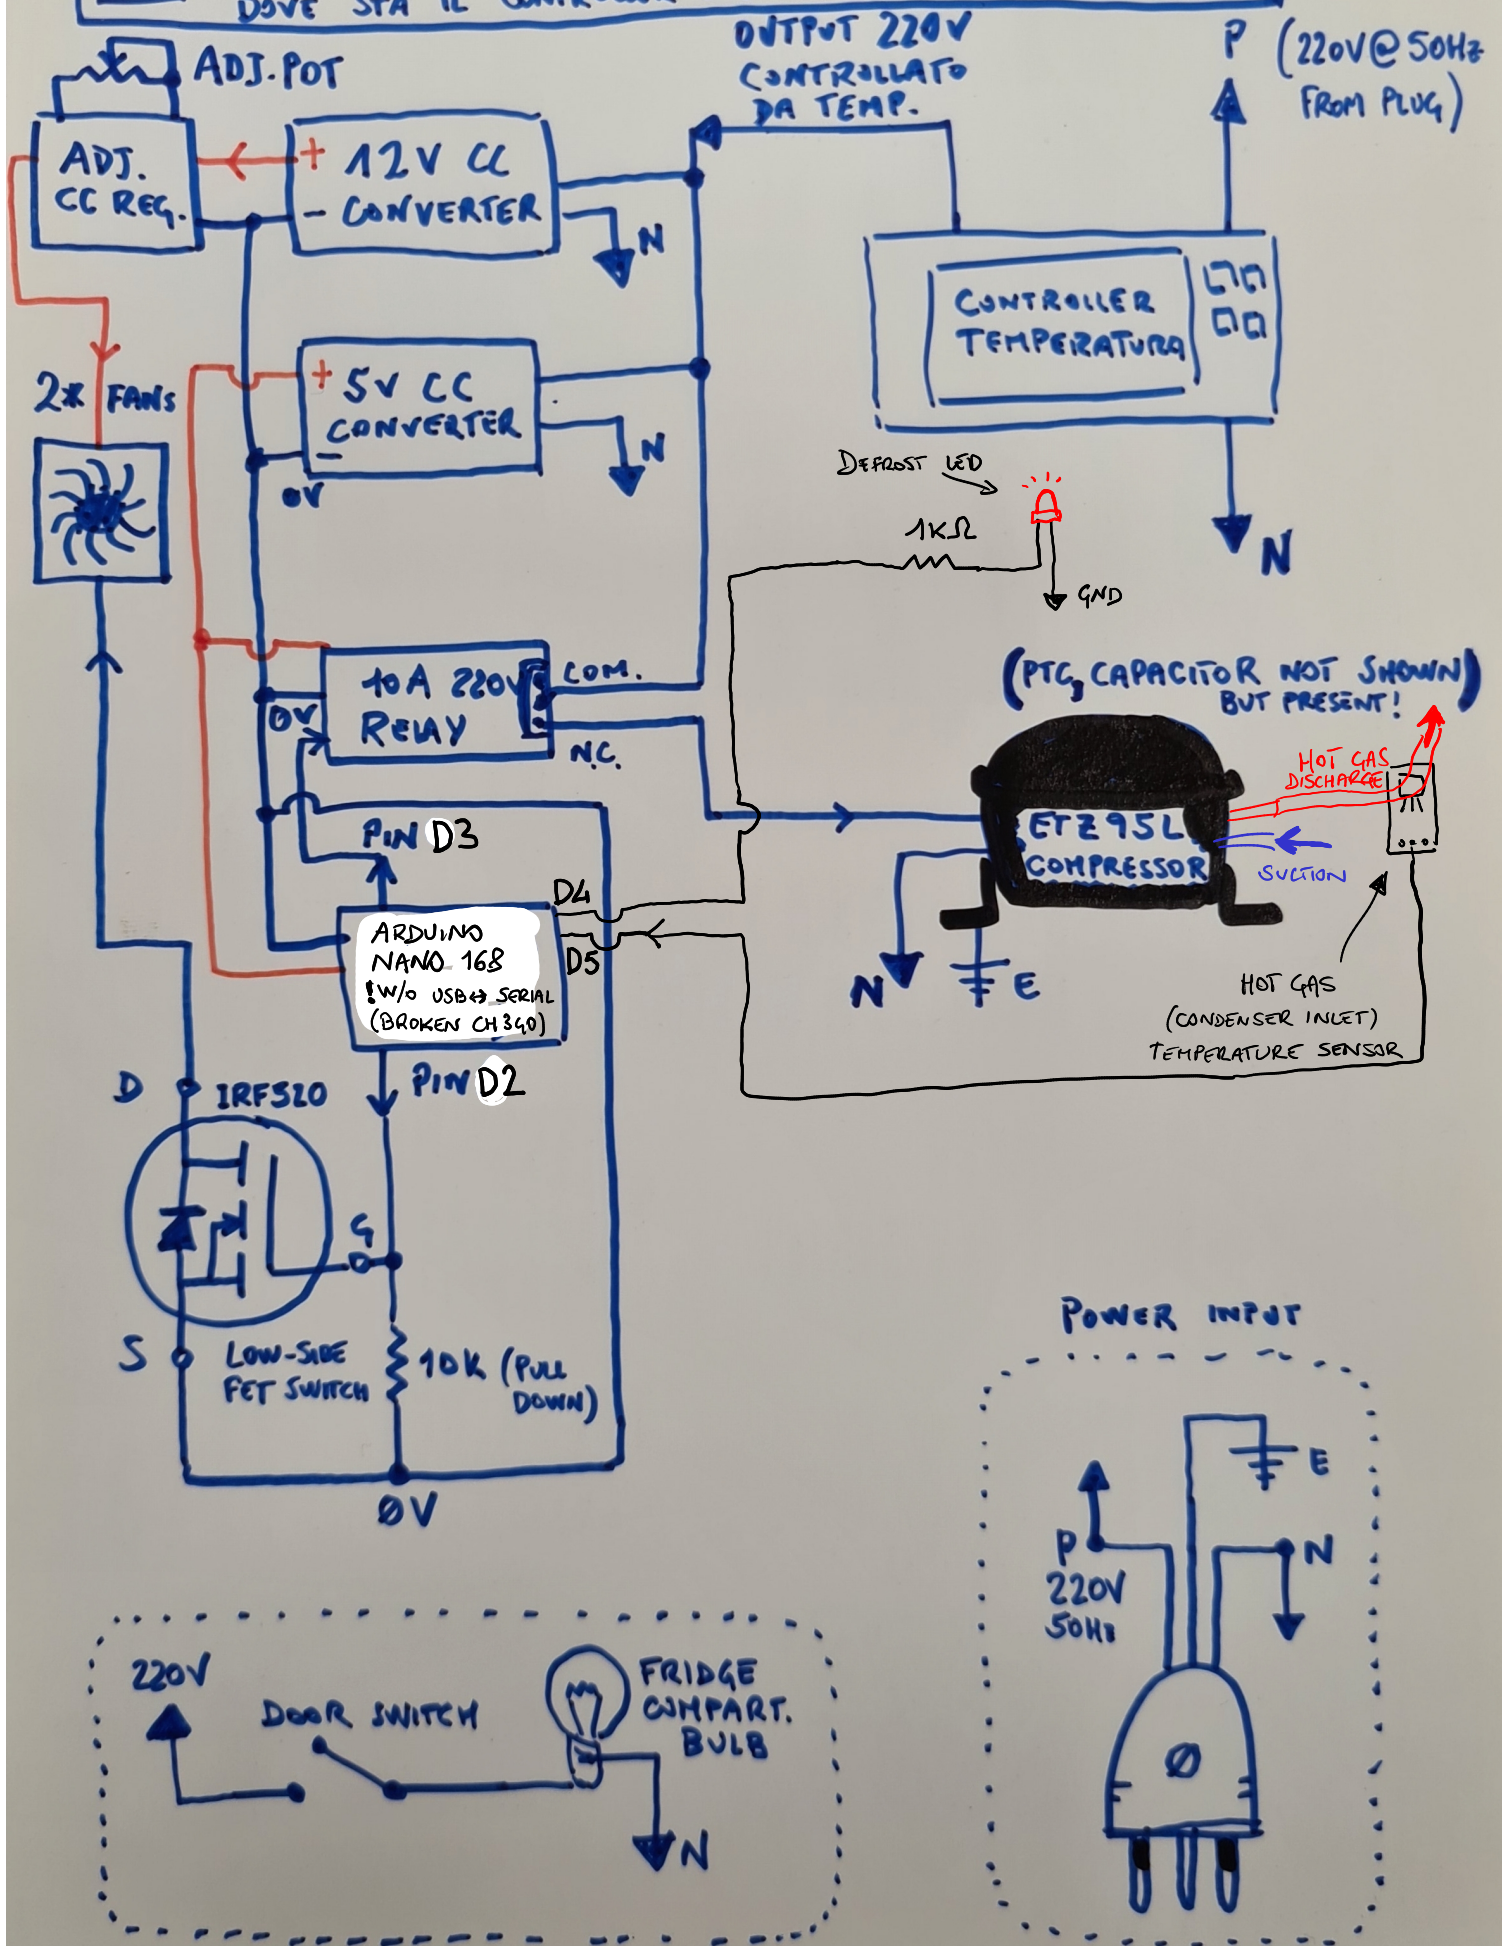 DOVE STA IL
ADJ. POT
OUTPUT 220V
CONTROLLATO
DA TEMP.
P (220V@50Hz
FROM PLUG)
ADJ.
CC REG.
+ 12V CC
- CONVERTER
N
CONTROLLER
TEMPERATURA
N
2* FANS
+ 5V CC
CONVERTER
-
0V
N
DEFROST LED
1KΩ
GND
10A 220V
RELAY
0V
COM.
N.C.
(PTC, CAPACITOR NOT SHOWN)
BUT PRESENT!
HOT GAS
DISCHARGE
ETZ95L
COMPRESSOR
SUCTION
N
E
HOT GAS
(CONDENSER INLET)
TEMPERATURE SENSOR
PIN D3
D4
D5
ARDUINO
NANO 168
!W/O USB↔SERIAL
(BROKEN CH340)
PIN D2
D
IRF520
G
S
LOW-SIDE
FET SWITCH
10K (PULL
DOWN)
0V
POWER INPUT
E
P
220V
50Hz
N
220V
DOOR SWITCH
FRIDGE
COMPART.
BULB
N